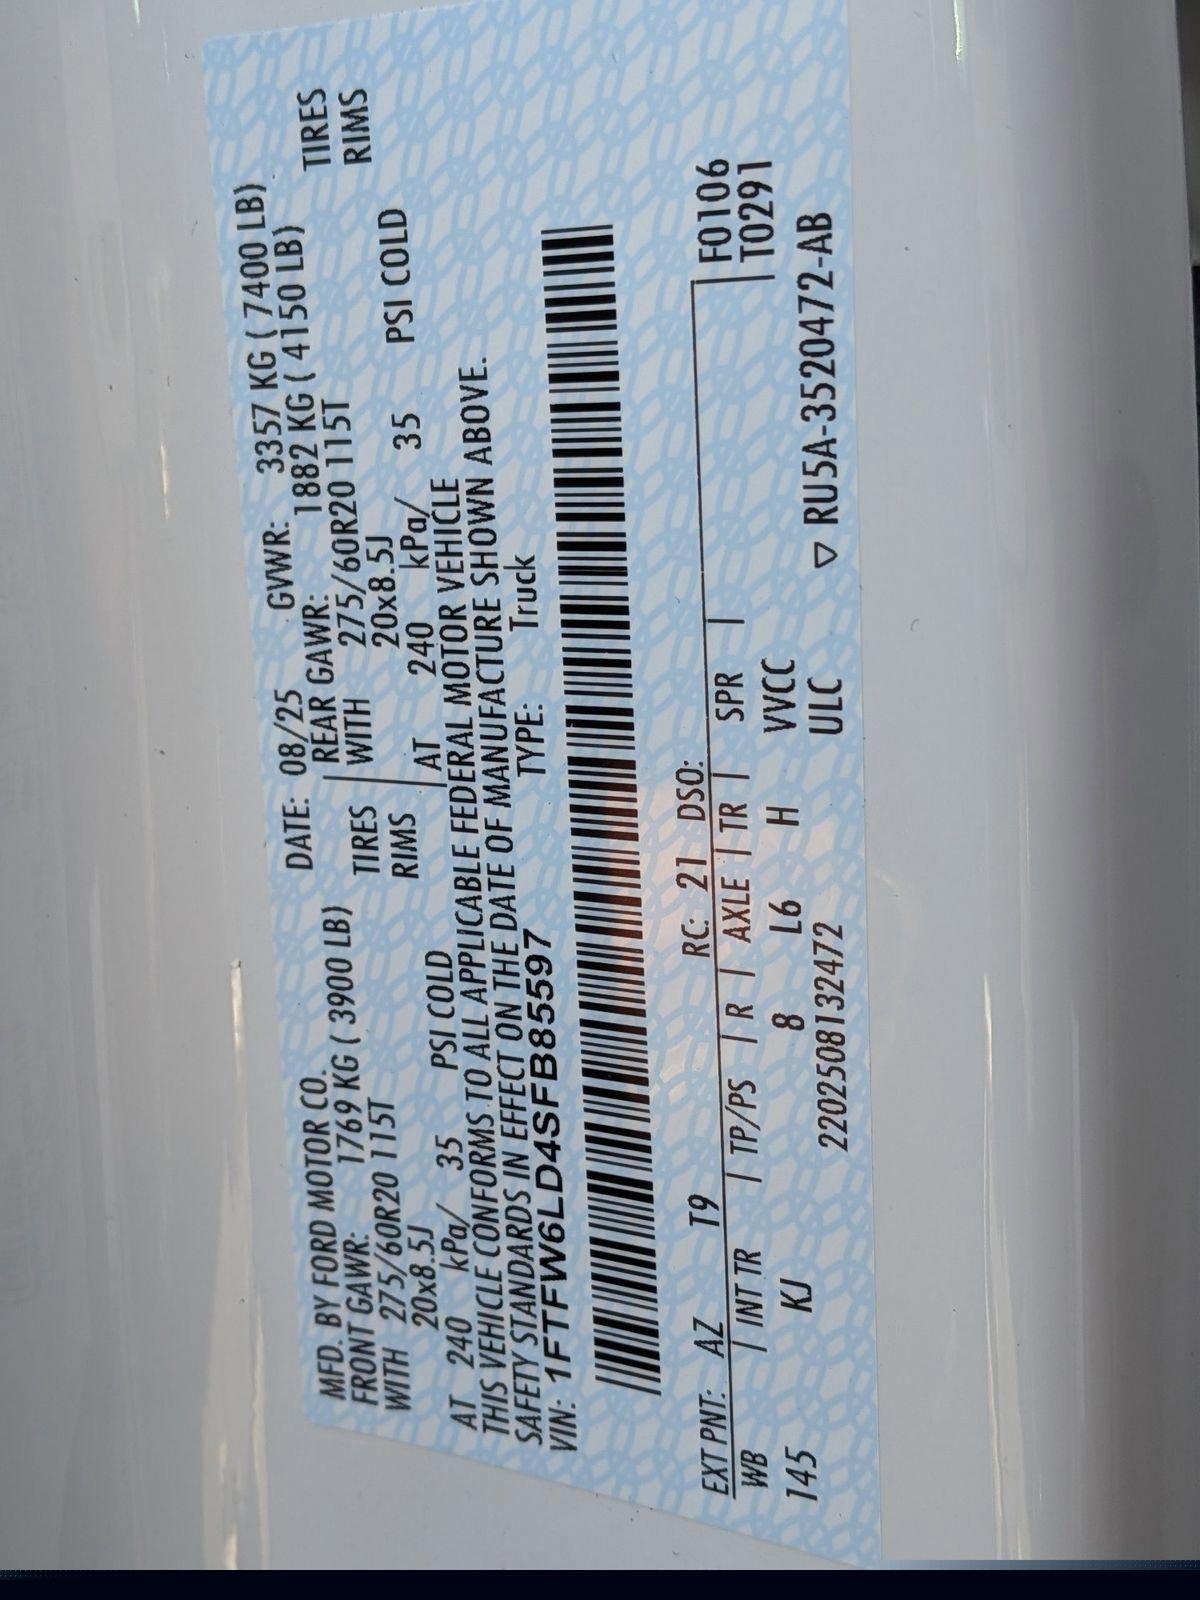 MFD. BY FORD MOTOR CO. DATE: 08/25 GVWR: 3357 KG ( 7400 LB)
FRONT GAWR: 1769 KG ( 3900 LB) REAR GAWR: 1882 KG ( 4150 LB)
WITH 275/60R20 115T TIRES WITH 275/60R20 115T TIRES
20x8.5J RIMS 20x8.5J RIMS
AT 240 kPa/ 35 PSI COLD AT 240 kPa/ 35 PSI COLD
THIS VEHICLE CONFORMS TO ALL APPLICABLE FEDERAL MOTOR VEHICLE
SAFETY STANDARDS IN EFFECT ON THE DATE OF MANUFACTURE SHOWN ABOVE.
VIN: 1FTFW6LD4SFB85597 TYPE: Truck
EXT PNT: AZ T9 RC: 21 DSO: F0106
WB | INT TR | TP/PS | R | AXLE | TR | SPR | T0291
145 KJ 8 L6 H VVCC
220250813247​2 ULC ▽ RU5A-3520472-AB